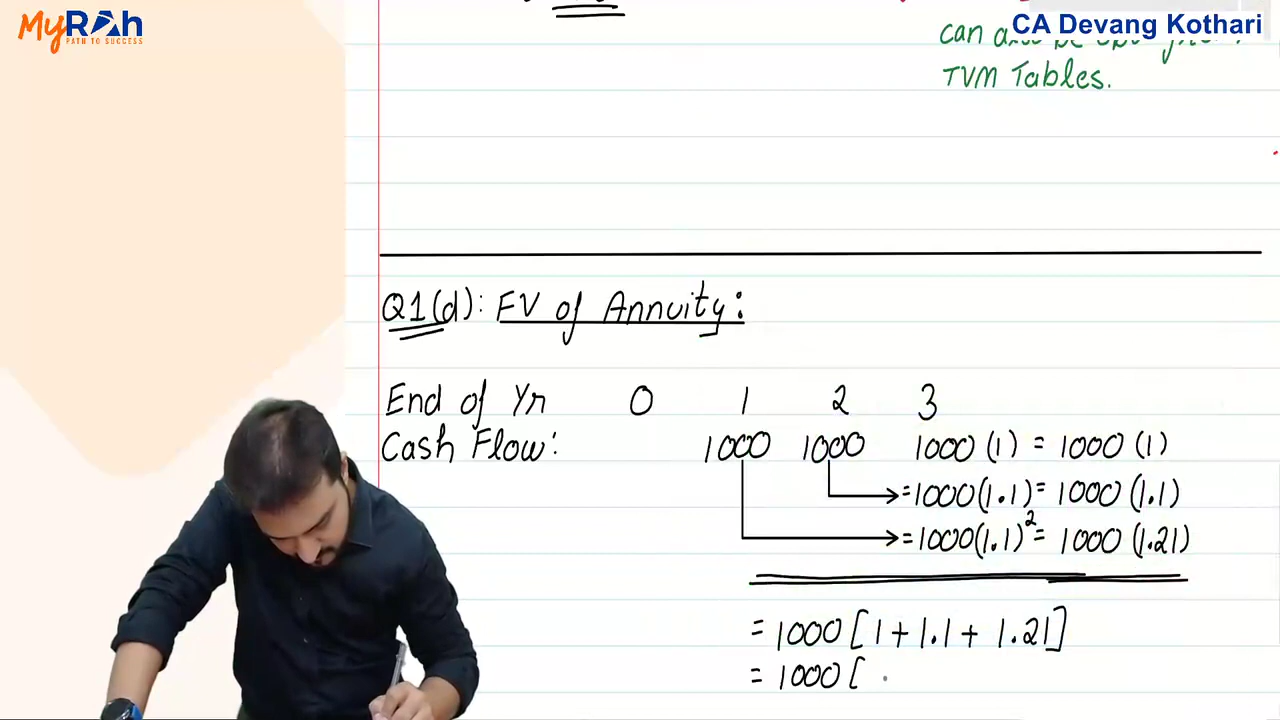 MyRah
PATH TO SUCCESS
CA Devang Kothari
can
TVM Tables.
Q1(d): FV of Annuity:
End of Yr 0 1 2 3
Cash Flow: 1000 1000 1000 (1) = 1000 (1)
=1000(1.1)= 1000 (1.1)
=1000(1.1)²= 1000 (1.21)
=1000[1+1.1+ 1.21]
= 1000 [